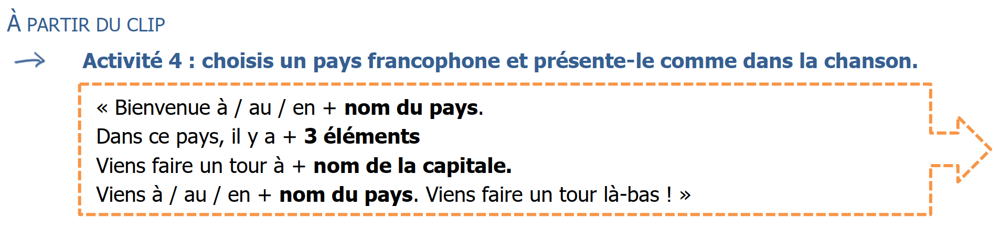 À PARTIR DU CLIP
Activité 4 : choisis un pays francophone et présente-le comme dans la chanson.
« Bienvenue à / au / en + nom du pays.
Dans ce pays, il y a + 3 éléments
Viens faire un tour à + nom de la capitale.
Viens à / au / en + nom du pays. Viens faire un tour là-bas ! »